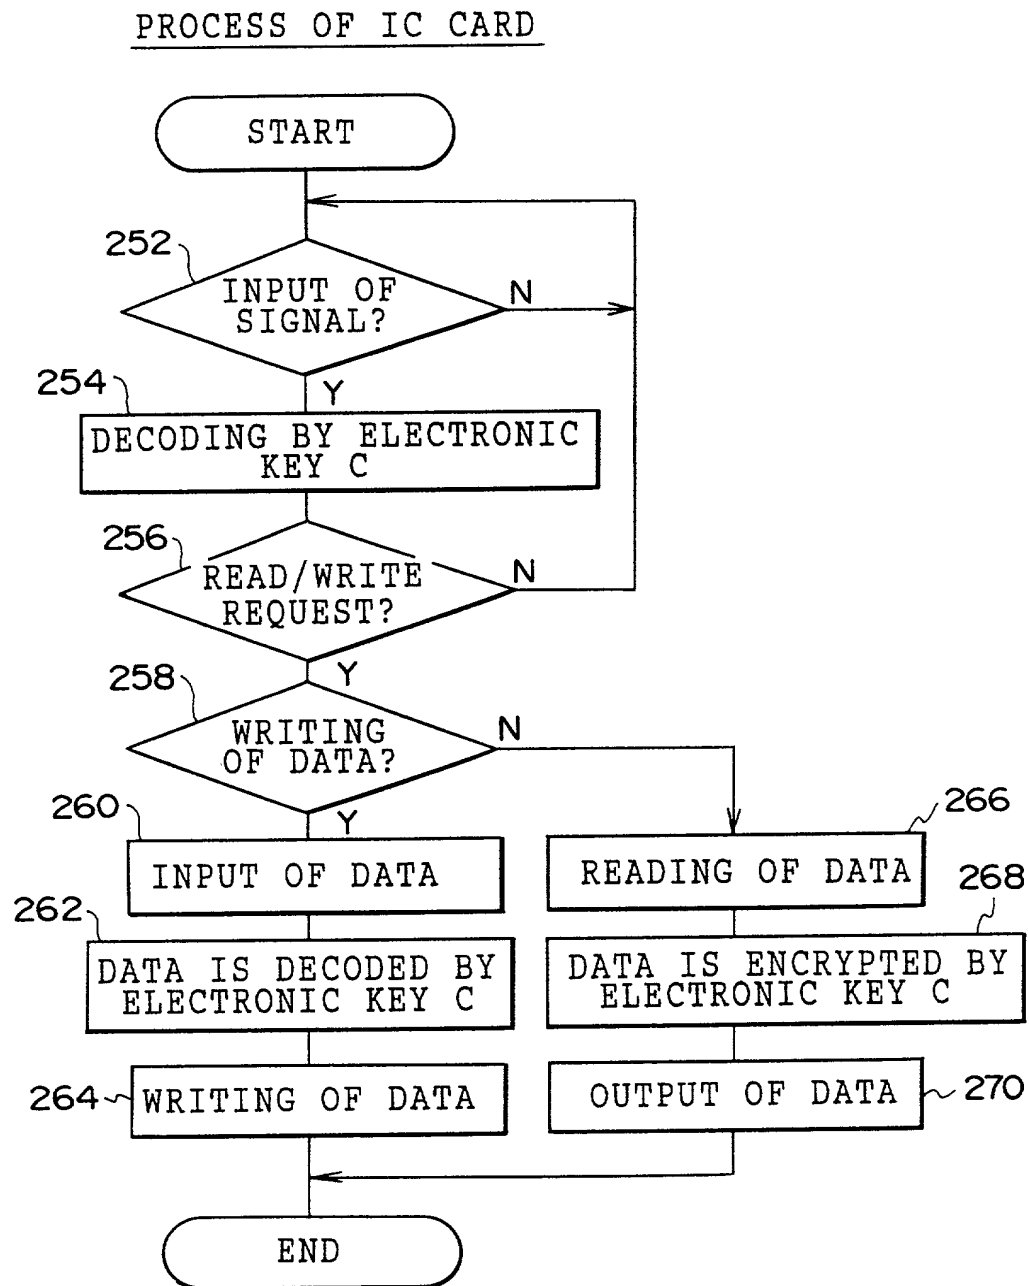 PROCESS OF IC CARD
START
252
INPUT OF
SIGNAL?
N
Y
254
DECODING BY ELECTRONIC
KEY C
256
READ/WRITE
REQUEST?
N
Y
258
WRITING
OF DATA?
N
Y
260
INPUT OF DATA
262
DATA IS DECODED BY
ELECTRONIC KEY C
264
WRITING OF DATA
266
READING OF DATA
268
DATA IS ENCRYPTED BY
ELECTRONIC KEY C
OUTPUT OF DATA
270
END